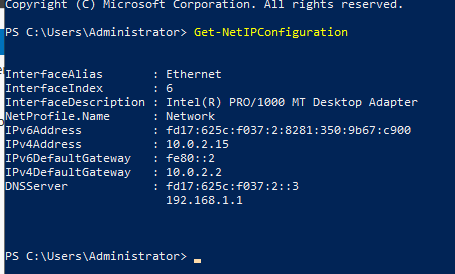 Copyright (C) Microsoft Corporation. All rights reserved.
PS C:\Users\Administrator> Get-NetIPConfiguration
InterfaceAlias : Ethernet
InterfaceIndex : 6
InterfaceDescription : Intel(R) PRO/1000 MT Desktop Adapter
NetProfile.Name : Network
IPv6Address : fd17:625c:f037:2:8281:350:9b67:c900
IPv4Address : 10.0.2.15
IPv6DefaultGateway : fe80::2
IPv4DefaultGateway : 10.0.2.2
DNSServer : fd17:625c:f037:2::3
192.168.1.1
PS C:\Users\Administrator>